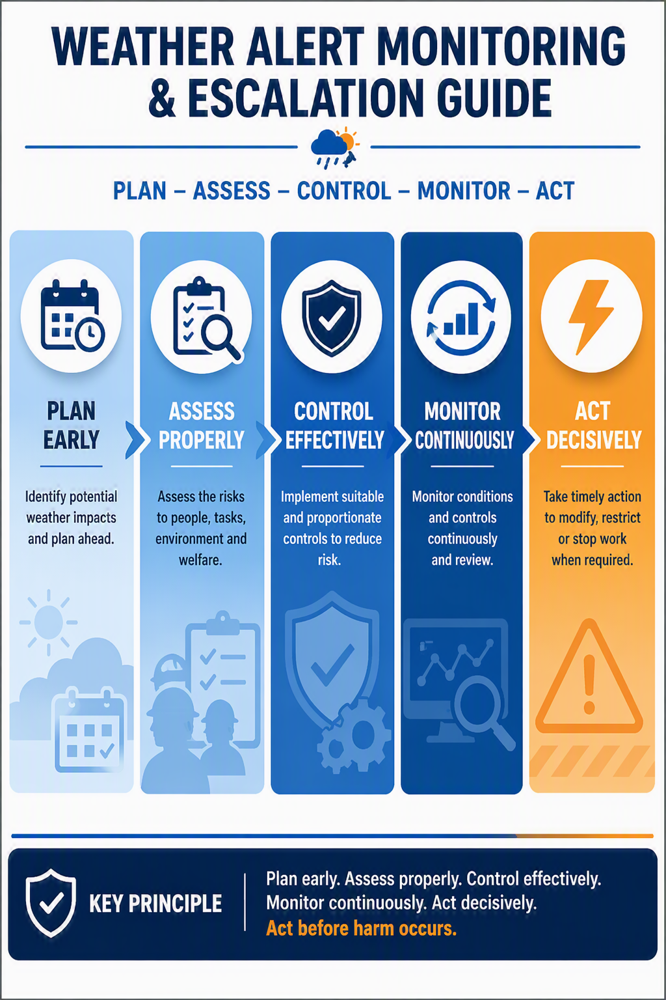 WEATHER ALERT MONITORING
& ESCALATION GUIDE
PLAN – ASSESS – CONTROL – MONITOR – ACT
PLAN
EARLY
Identify potential
weather impacts
and plan ahead.
ASSESS
PROPERLY
Assess the risks
to people, tasks,
environment and
welfare.
CONTROL
EFFECTIVELY
Implement suitable
and proportionate
controls to reduce
risk.
MONITOR
CONTINUOUSLY
Monitor conditions
and controls
continuously
and review.
ACT
DECISIVELY
Take timely action
to modify, restrict
or stop work
when required.
KEY PRINCIPLE
Plan early. Assess properly. Control effectively.
Monitor continuously. Act decisively.
Act before harm occurs.